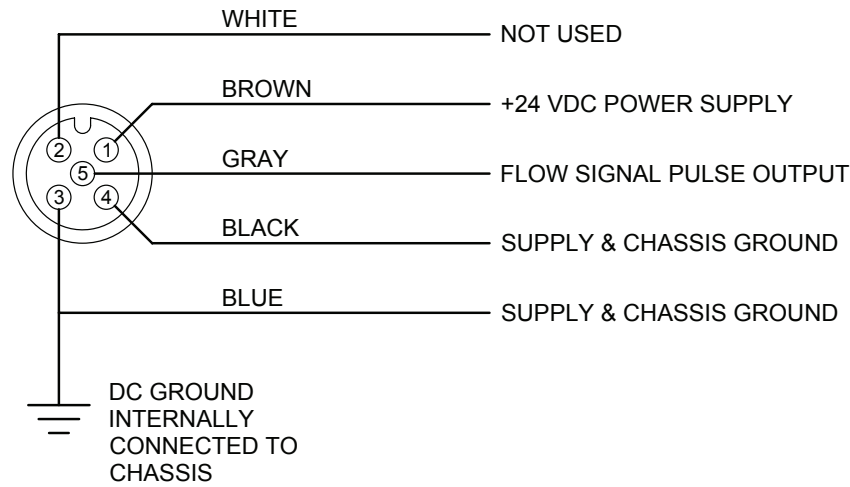 WHITE
NOT USED
BROWN
+24 VDC POWER SUPPLY
2
1
GRAY
5
FLOW SIGNAL PULSE OUTPUT
3
4
BLACK
SUPPLY & CHASSIS GROUND
BLUE
SUPPLY & CHASSIS GROUND
DC GROUND
INTERNALLY
CONNECTED TO
CHASSIS